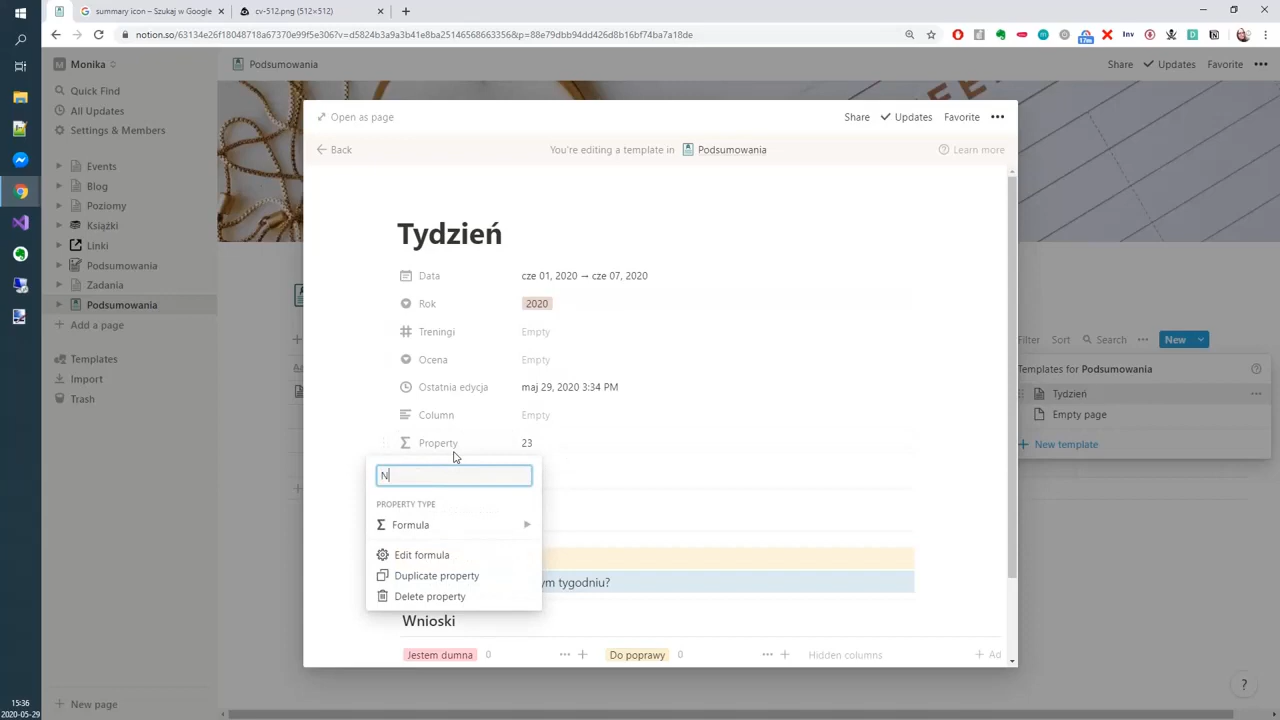 summary icon – Szukaj w Google
cv-512.png (512×512)
notion.so/63134e26f18048718a67370e99f5e306?v=d5824b3a9a3b41e8ba251465686633656&p=88e79dbb94dd426d8b16bf74ba7a18de
17m
Inv
M Monika
Podsumowania
Share
Updates
Favorite
Quick Find
All Updates
Settings & Members
Events
Blog
Poziomy
Książki
Linki
Podsumowania
Zadania
Podsumowania
Add a page
Templates
Import
Trash
New page
Open as page
Share
Updates
Favorite
Back
You're editing a template in Podsumowania
Learn more
Tydzień
Data cze 01, 2020 → cze 07, 2020
Rok 2020
Treningi Empty
Ocena Empty
Ostatnia edycja maj 29, 2020 3:34 PM
Column Empty
Property 23
N
PROPERTY TYPE
Formula
Edit formula
Duplicate property
Delete property
ym tygodniu?
Wnioski
Jestem dumna 0
Do poprawy 0
Hidden columns
Ad
Filter
Sort
Search
New
Templates for Podsumowania
Tydzień
Empty page
New template
?
15:36
2020-05-29